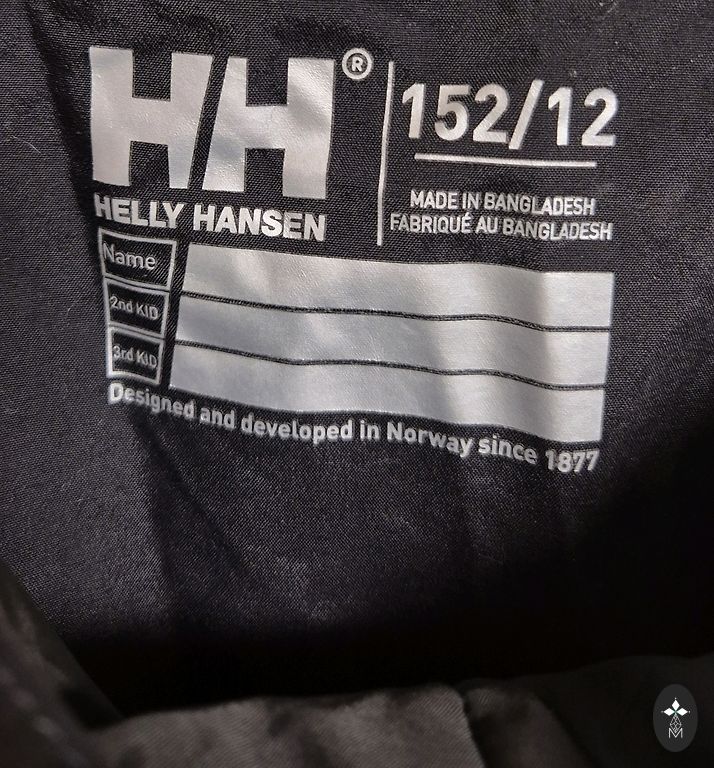 HH®
HELLY HANSEN
152/12
MADE IN BANGLADESH
FABRIQUÉ AU BANGLADESH
Name
2nd KID
3rd KID
Designed and developed in Norway since 1877
M